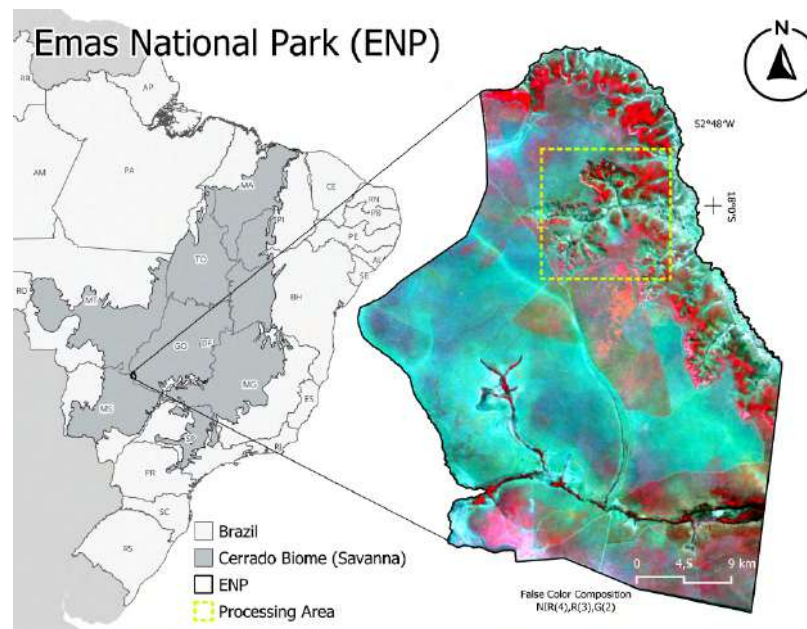 Emas National Park (ENP)
N
RR
AP
AM
PA
MA
CE
RN
PB
PI
PE
AL
SE
TO
BH
RO
MT
GO
DF
MG
MS
ES
SP
RJ
PR
SC
RS
52°48'W
18°0'S
Brazil
Cerrado Biome (Savanna)
ENP
Processing Area
0 4,5 9 km
False Color Composition
NIR(4),R(3),G(2)